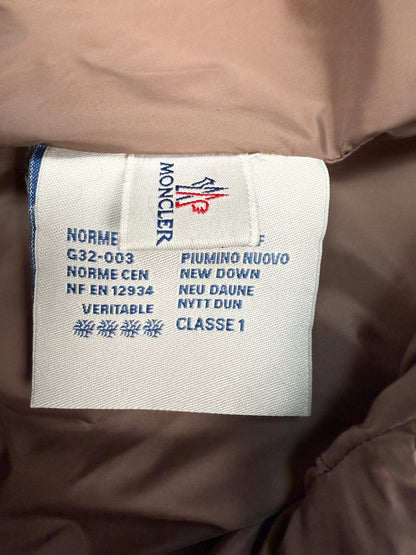 MONCLER
NORME
G32-003 PIUMINO NUOVO
NORME CEN NEW DOWN
NF EN 12934 NEU DAUNE
VERITABLE NYTT DUN
CLASSE 1